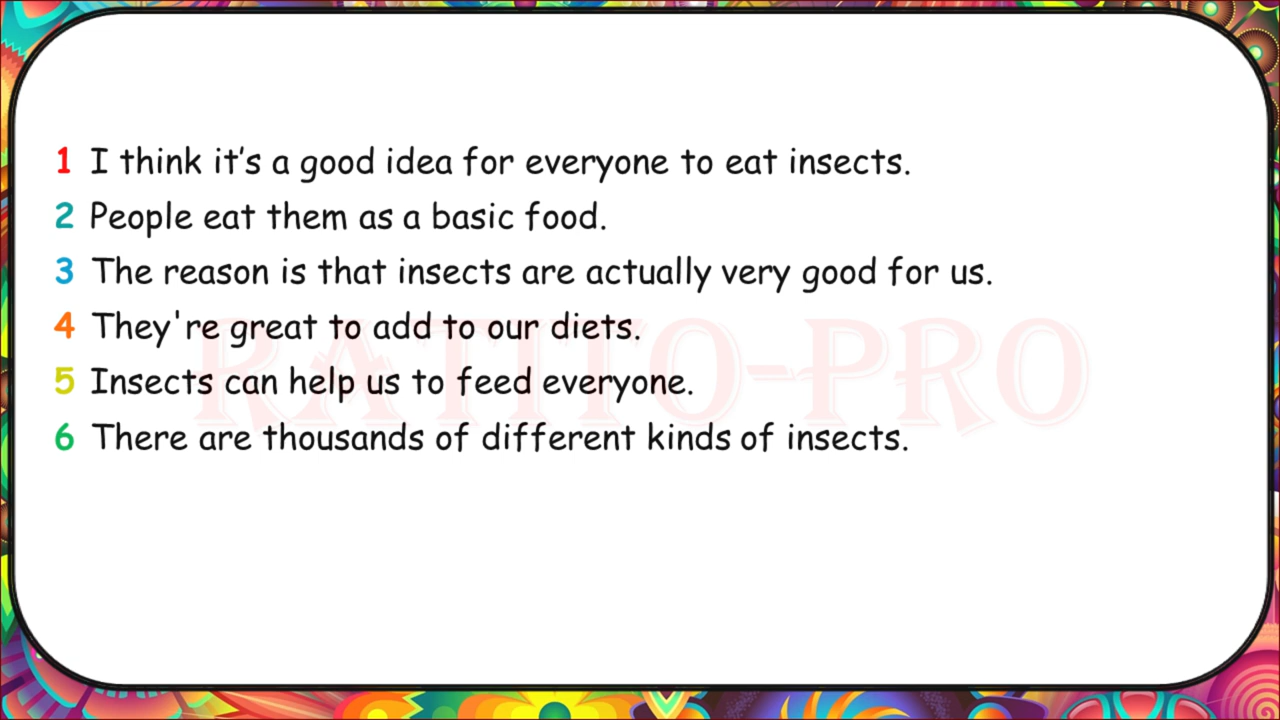 1 I think it's a good idea for everyone to eat insects.
2 People eat them as a basic food.
3 The reason is that insects are actually very good for us.
4 They're great to add to our diets.
5 Insects can help us to feed everyone.
6 There are thousands of different kinds of insects.
RATITO-PRO